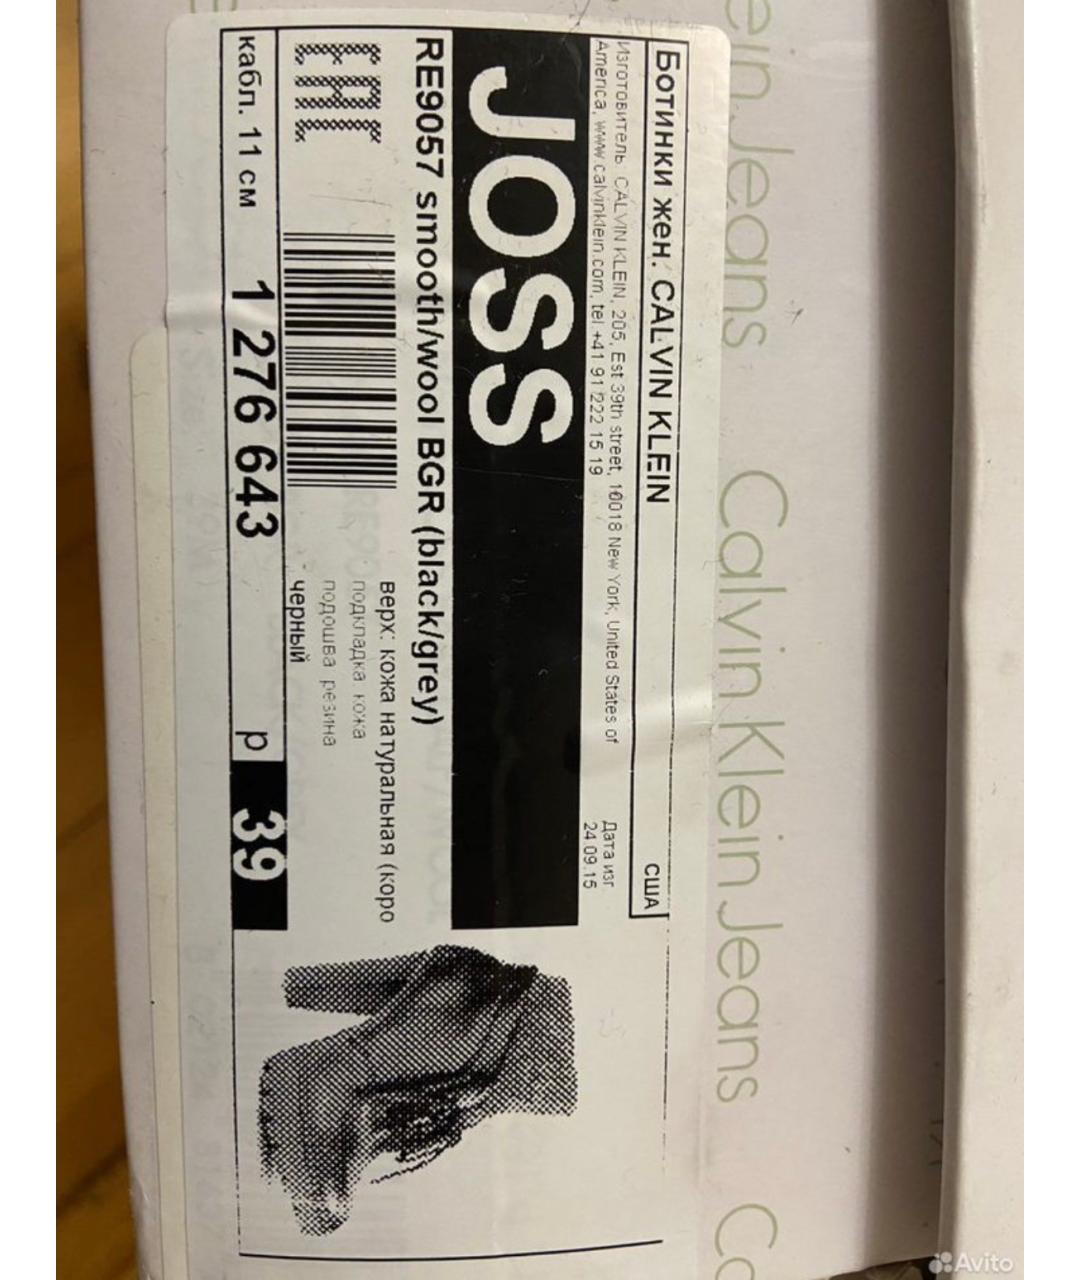 Ботинки жен. CALVIN KLEIN
США
Изготовитель: CALVIN KLEIN, 205, Est 39th street, 10018 New York, United States of
America, www.calvinklein.com, tel +41 91 222 15 19
Дата изг
24.09.15
JOSS
RE9057 smooth/wool BGR (black/grey)
EAC
верх: кожа натуральная (коро
подкладка: кожа
подошва: резина
черный
кабл. 11 см
1 276 643
р
39
ein Jeans
Calvin Klein Jeans
Ca
Avito